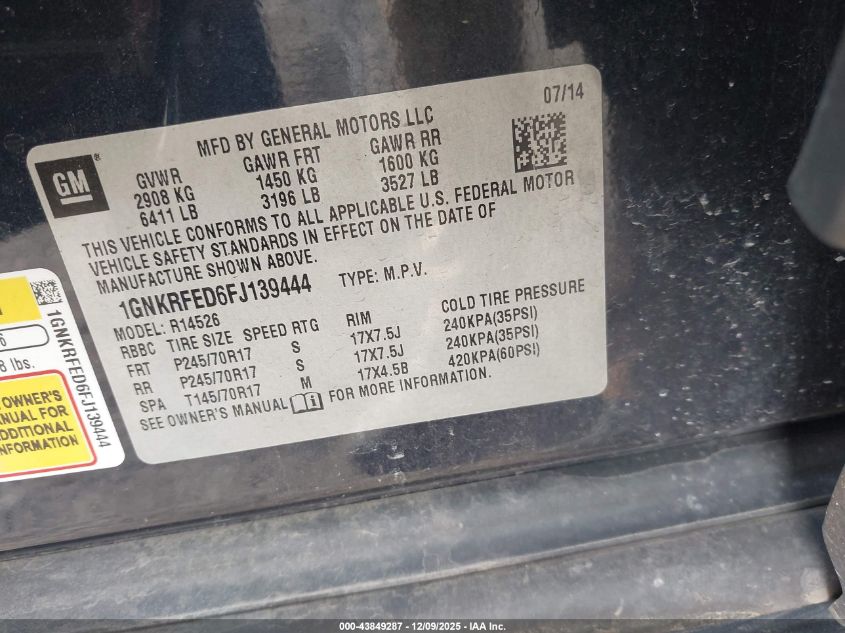 07/14
MFD BY GENERAL MOTORS LLC
GM®
GVWR GAWR FRT GAWR RR
2908 KG 1450 KG 1600 KG
6411 LB 3196 LB 3527 LB
THIS VEHICLE CONFORMS TO ALL APPLICABLE U.S. FEDERAL MOTOR
VEHICLE SAFETY STANDARDS IN EFFECT ON THE DATE OF
MANUFACTURE SHOWN ABOVE.
1GNKRFED6FJ139444 TYPE: M.P.V.
MODEL: R14526
RBBC TIRE SIZE SPEED RTG RIM COLD TIRE PRESSURE
FRT P245/70R17 S 17X7.5J 240KPA(35PSI)
RR P245/70R17 S 17X7.5J 240KPA(35PSI)
SPA T145/70R17 M 17X4.5B 420KPA(60PSI)
SEE OWNER'S MANUAL FOR MORE INFORMATION.
6
8 lbs.
OWNER'S
MANUAL FOR
ADDITIONAL
INFORMATION
1GNKRFED6FJ139444
000-43849287 - 12/09/2025 - IAA Inc.